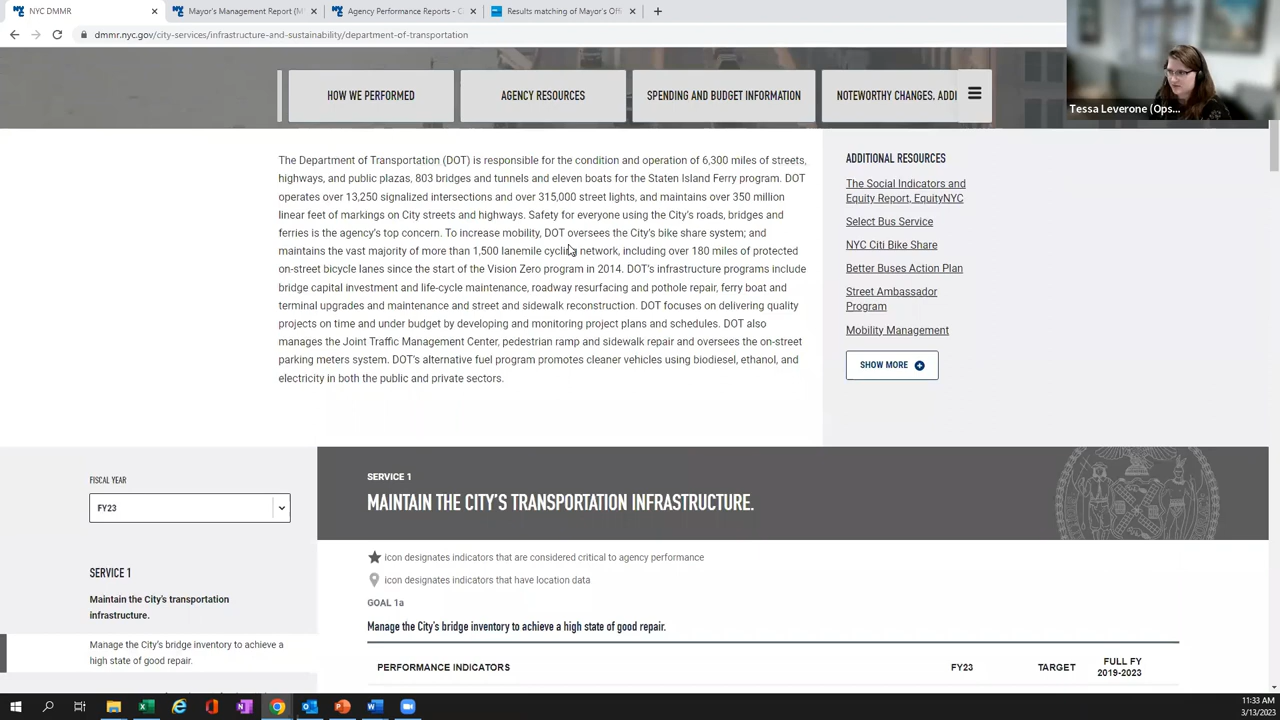 NYC DMMR
Mayor's Management Report (M
Agency Performance Reports - C
Results matching of Mayor's Offi
dmmr.nyc.gov/city-services/infrastructure-and-sustainability/department-of-transportation
Tessa Leverone (Ops...
HOW WE PERFORMED
AGENCY RESOURCES
SPENDING AND BUDGET INFORMATION
NOTEWORTHY CHANGES, ADDI
The Department of Transportation (DOT) is responsible for the condition and operation of 6,300 miles of streets,
highways, and public plazas, 803 bridges and tunnels and eleven boats for the Staten Island Ferry program. DOT
operates over 13,250 signalized intersections and over 315,000 street lights, and maintains over 350 million
linear feet of markings on City streets and highways. Safety for everyone using the City's roads, bridges and
ferries is the agency's top concern. To increase mobility, DOT oversees the City's bike share system; and
maintains the vast majority of more than 1,500 lanemile cycling network, including over 180 miles of protected
on-street bicycle lanes since the start of the Vision Zero program in 2014. DOT's infrastructure programs include
bridge capital investment and life-cycle maintenance, roadway resurfacing and pothole repair, ferry boat and
terminal upgrades and maintenance and street and sidewalk reconstruction. DOT focuses on delivering quality
projects on time and under budget by developing and monitoring project plans and schedules. DOT also
manages the Joint Traffic Management Center, pedestrian ramp and sidewalk repair and oversees the on-street
parking meters system. DOT's alternative fuel program promotes cleaner vehicles using biodiesel, ethanol, and
electricity in both the public and private sectors.
ADDITIONAL RESOURCES
The Social Indicators and
Equity Report, EquityNYC
Select Bus Service
NYC Citi Bike Share
Better Buses Action Plan
Street Ambassador
Program
Mobility Management
SHOW MORE
FISCAL YEAR
FY23
SERVICE 1
Maintain the City's transportation
infrastructure.
Manage the City's bridge inventory to achieve a
high state of good repair.
SERVICE 1
MAINTAIN THE CITY'S TRANSPORTATION INFRASTRUCTURE.
icon designates indicators that are considered critical to agency performance
icon designates indicators that have location data
GOAL 1a
Manage the City's bridge inventory to achieve a high state of good repair.
PERFORMANCE INDICATORS
FY23
TARGET
FULL FY
2019-2023
11:33 AM
3/13/2023